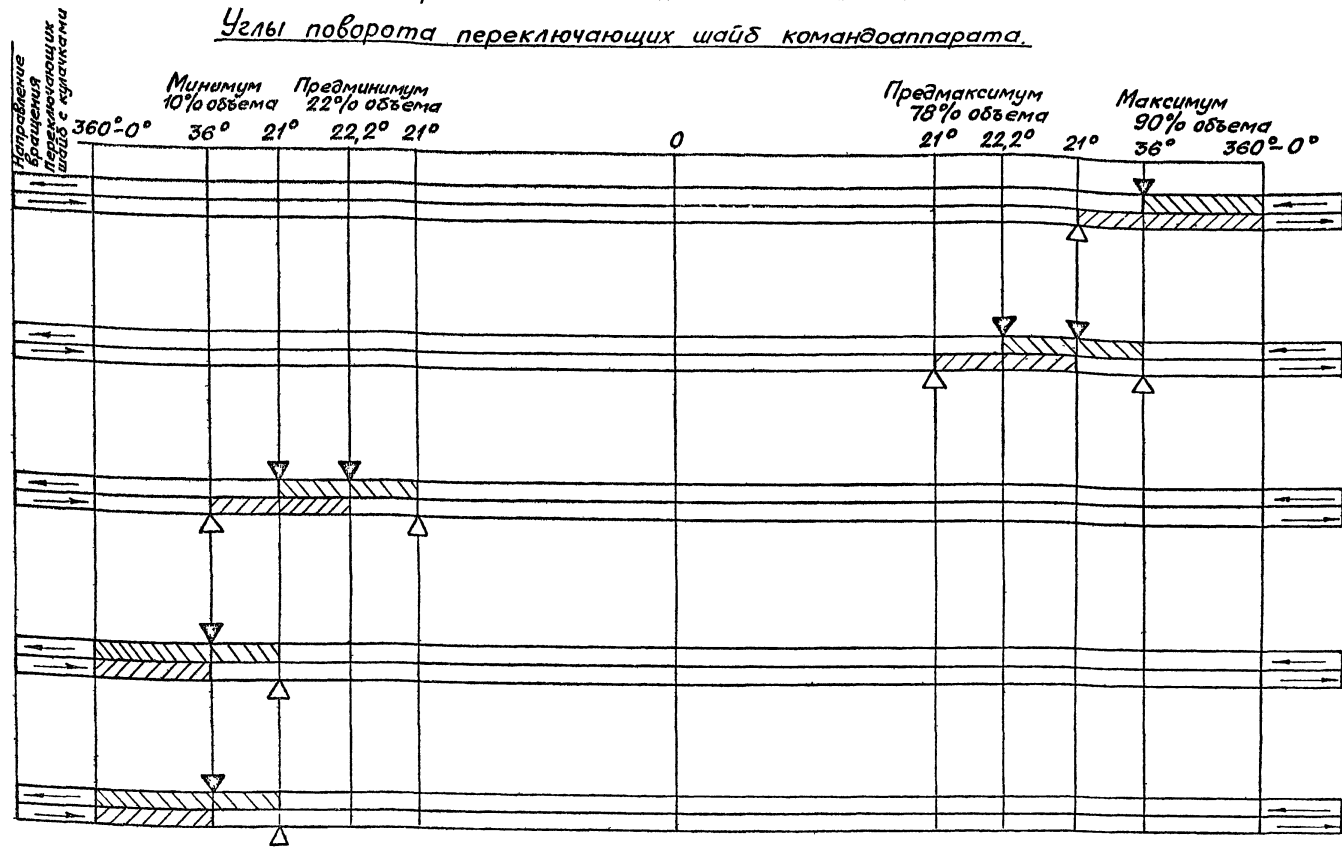 Углы поворота переключающих шайб командоаппарата.
Направление
вращения
переключающих
шайб с кулачками
Минимум
10% объема
Предминимум
22% объема
Предмаксимум
78% объема
Максимум
90% объема
360°-0° 36° 21° 22,2° 21° 0 21° 22,2° 21° 36° 360°-0°